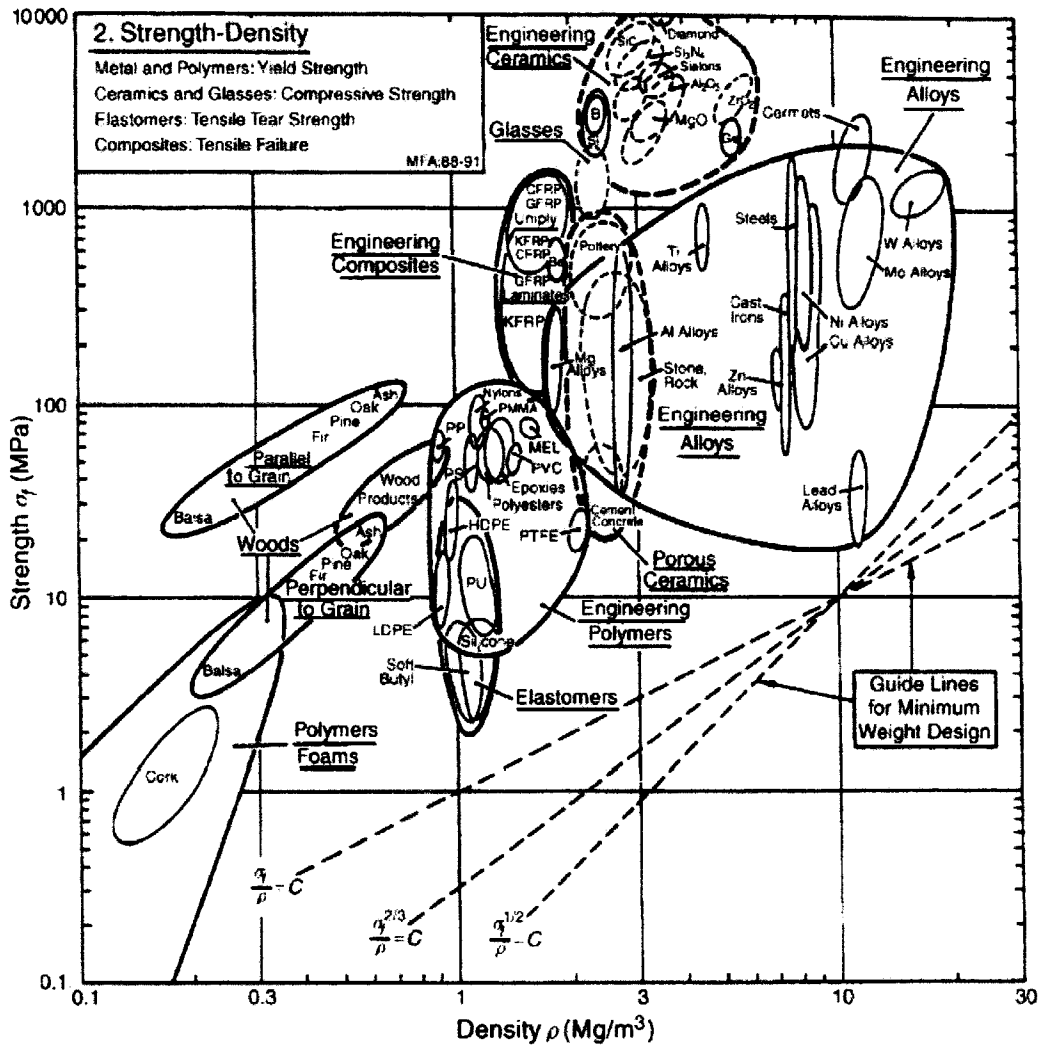 10000
1000
100
10
1
0.1
Strength σf (MPa)
2. Strength-Density
Metal and Polymers: Yield Strength
Ceramics and Glasses: Compressive Strength
Elastomers: Tensile Tear Strength
Composites: Tensile Failure
MFA:88-91
Engineering
Ceramics
SiC
Diamond
Si3N4
Sialons
Al2O3
MgO
B
Cermets
Engineering
Alloys
Glasses
CFRP
GFRP
Uniply
KFRP
CFRP
Be
GFRP
Laminates
KFRP
Engineering
Composites
Pottery
Ti
Alloys
Steels
W Alloys
Mo Alloys
Cast
Irons
Ni Alloys
Cu Alloys
Al Alloys
Mg
Alloys
Stone,
Rock
Zn
Alloys
Engineering
Alloys
Lead
Alloys
Ash
Oak
Pine
Fir
Parallel
to Grain
Balsa
Wood
Products
Woods
Ash
Oak
Pine
Fir
Perpendicular
to Grain
Balsa
Nylons
PMMA
PP
MEL
PS
PVC
Epoxies
Polyesters
HDPE
PTFE
Cement
Concrete
Porous
Ceramics
PU
LDPE
Engineering
Polymers
Silicone
Soft
Butyl
Elastomers
Polymers
Foams
Cork
Guide Lines
for Minimum
Weight Design
σf/ρ=C
σf^2/3/ρ=C
σf^1/2/ρ=C
0.1
0.3
1
3
10
30
Density ρ (Mg/m³)